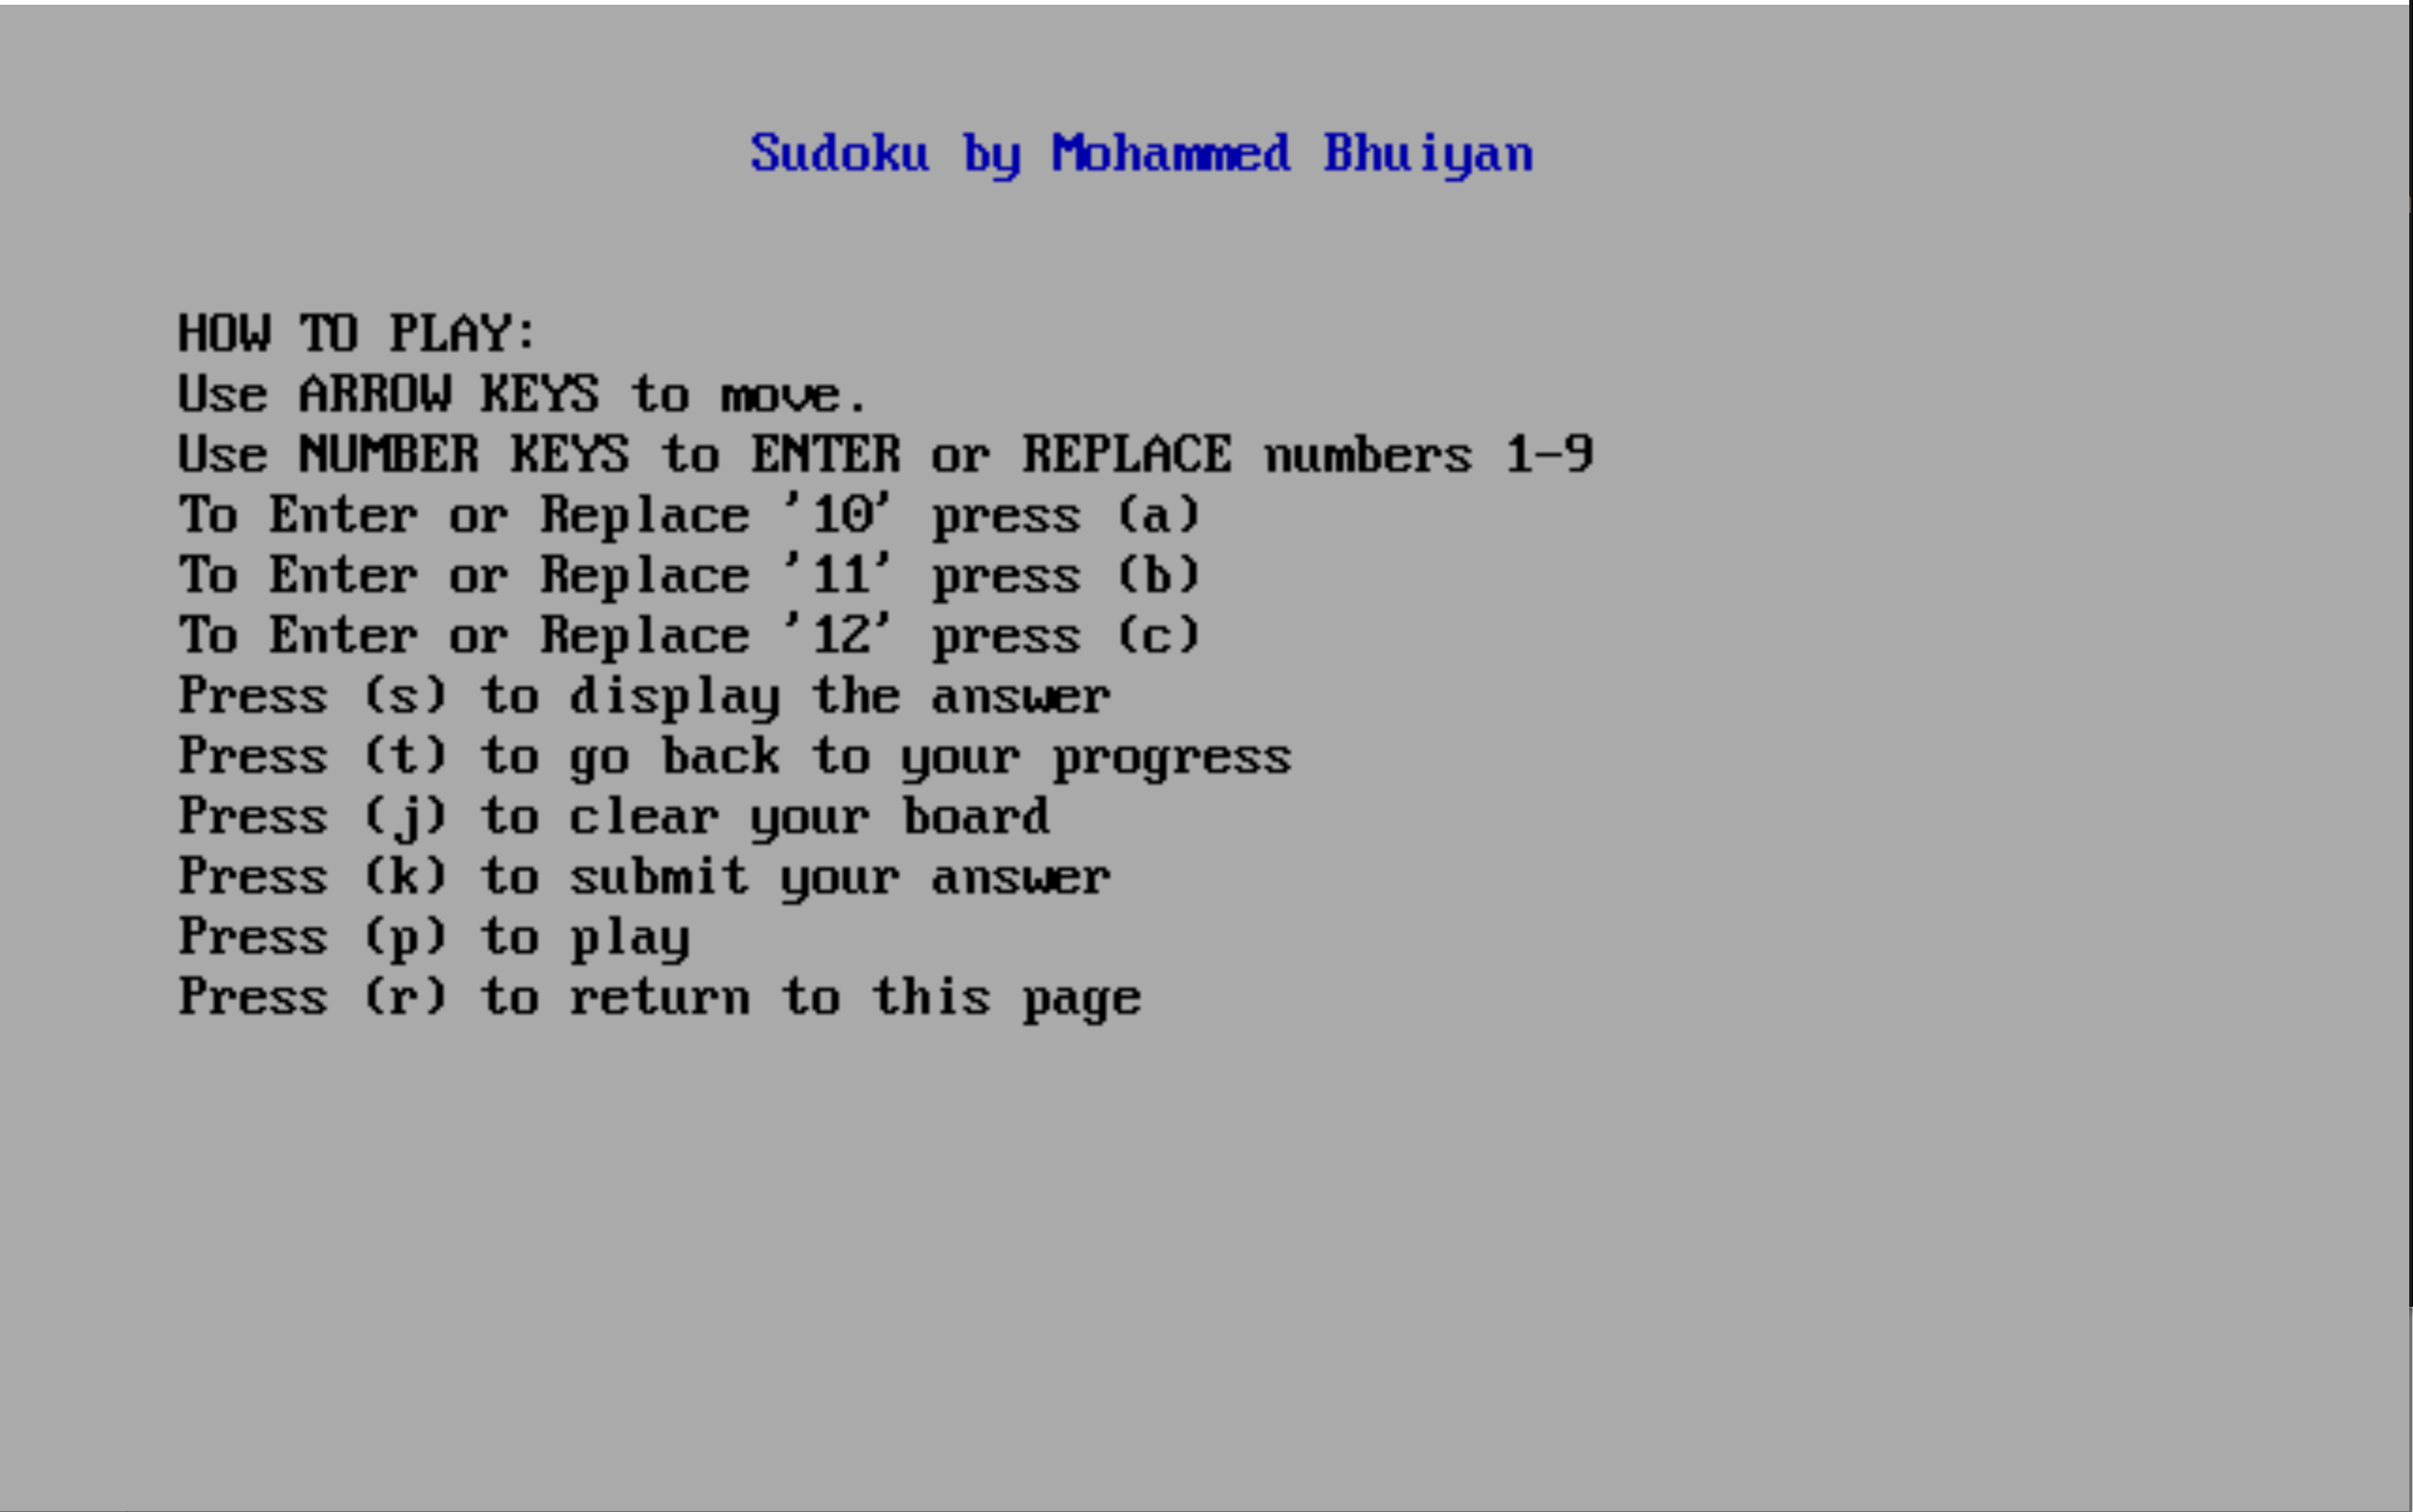 Sudoku by Mohammed Bhuiyan
HOW TO PLAY:
Use ARROW KEYS to move.
Use NUMBER KEYS to ENTER or REPLACE numbers 1-9
To Enter or Replace '10' press (a)
To Enter or Replace '11' press (b)
To Enter or Replace '12' press (c)
Press (s) to display the answer
Press (t) to go back to your progress
Press (j) to clear your board
Press (k) to submit your answer
Press (p) to play
Press (r) to return to this page